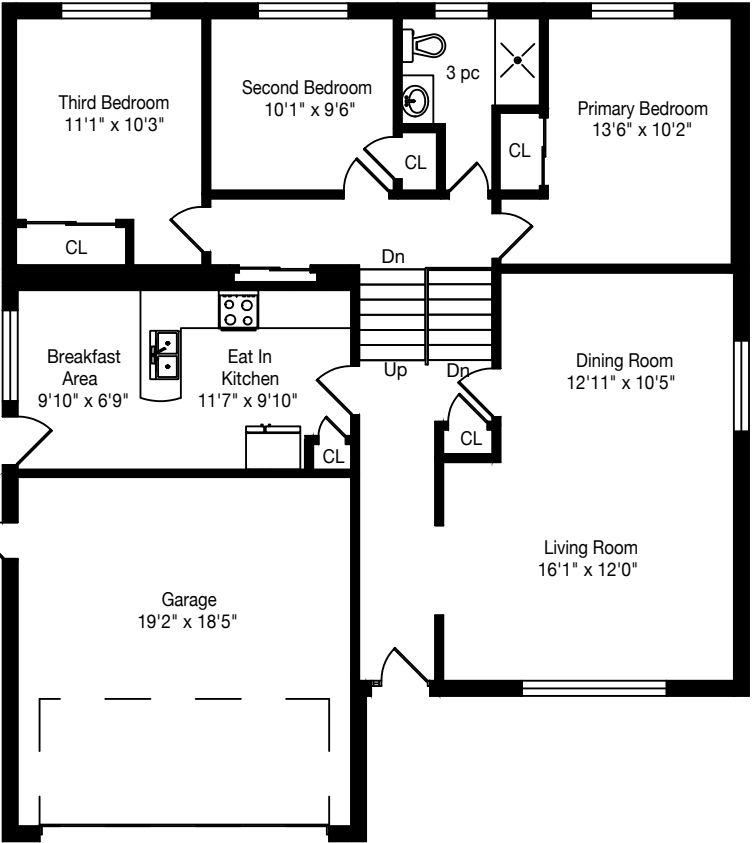 Third Bedroom
11'1" x 10'3"
Second Bedroom
10'1" x 9'6"
3 pc
Primary Bedroom
13'6" x 10'2"
CL
CL
CL
Dn
Breakfast
Area
9'10" x 6'9"
Eat In
Kitchen
11'7" x 9'10"
Up
Dn
Dining Room
12'11" x 10'5"
CL
CL
Living Room
16'1" x 12'0"
Garage
19'2" x 18'5"